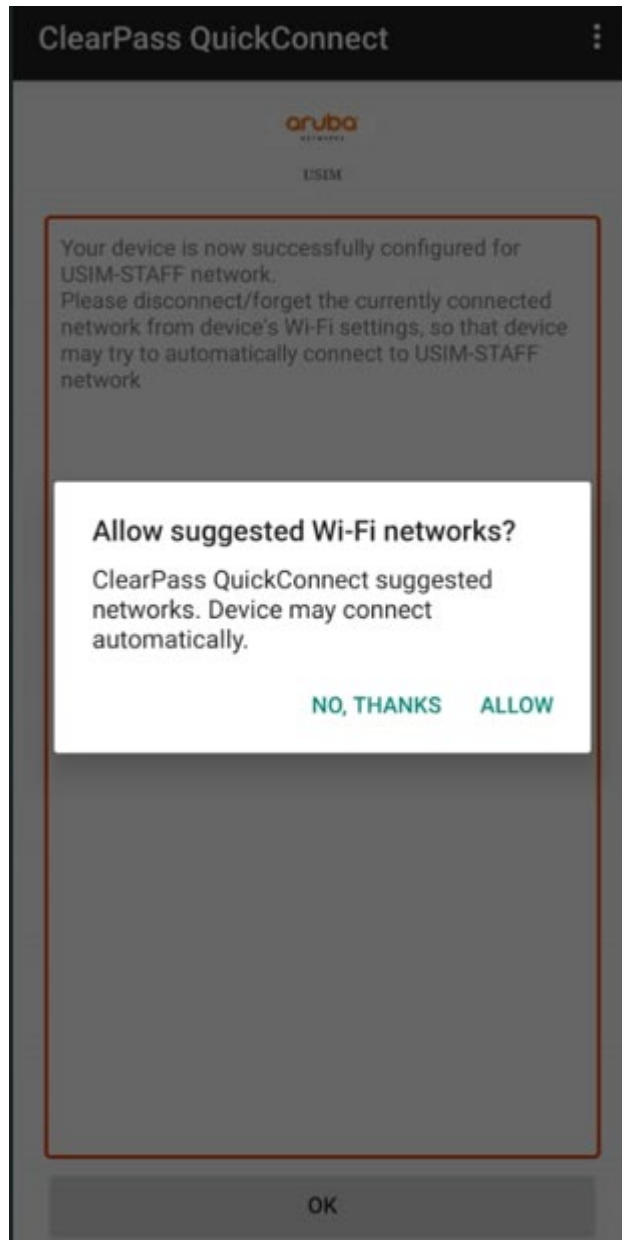 ClearPass QuickConnect
aruba
NETWORKS
USIM
Your device is now successfully configured for
USIM-STAFF network.
Please disconnect/forget the currently connected
network from device's Wi-Fi settings, so that device
may try to automatically connect to USIM-STAFF
network
Allow suggested Wi-Fi networks?
ClearPass QuickConnect suggested
networks. Device may connect
automatically.
NO, THANKS ALLOW
OK